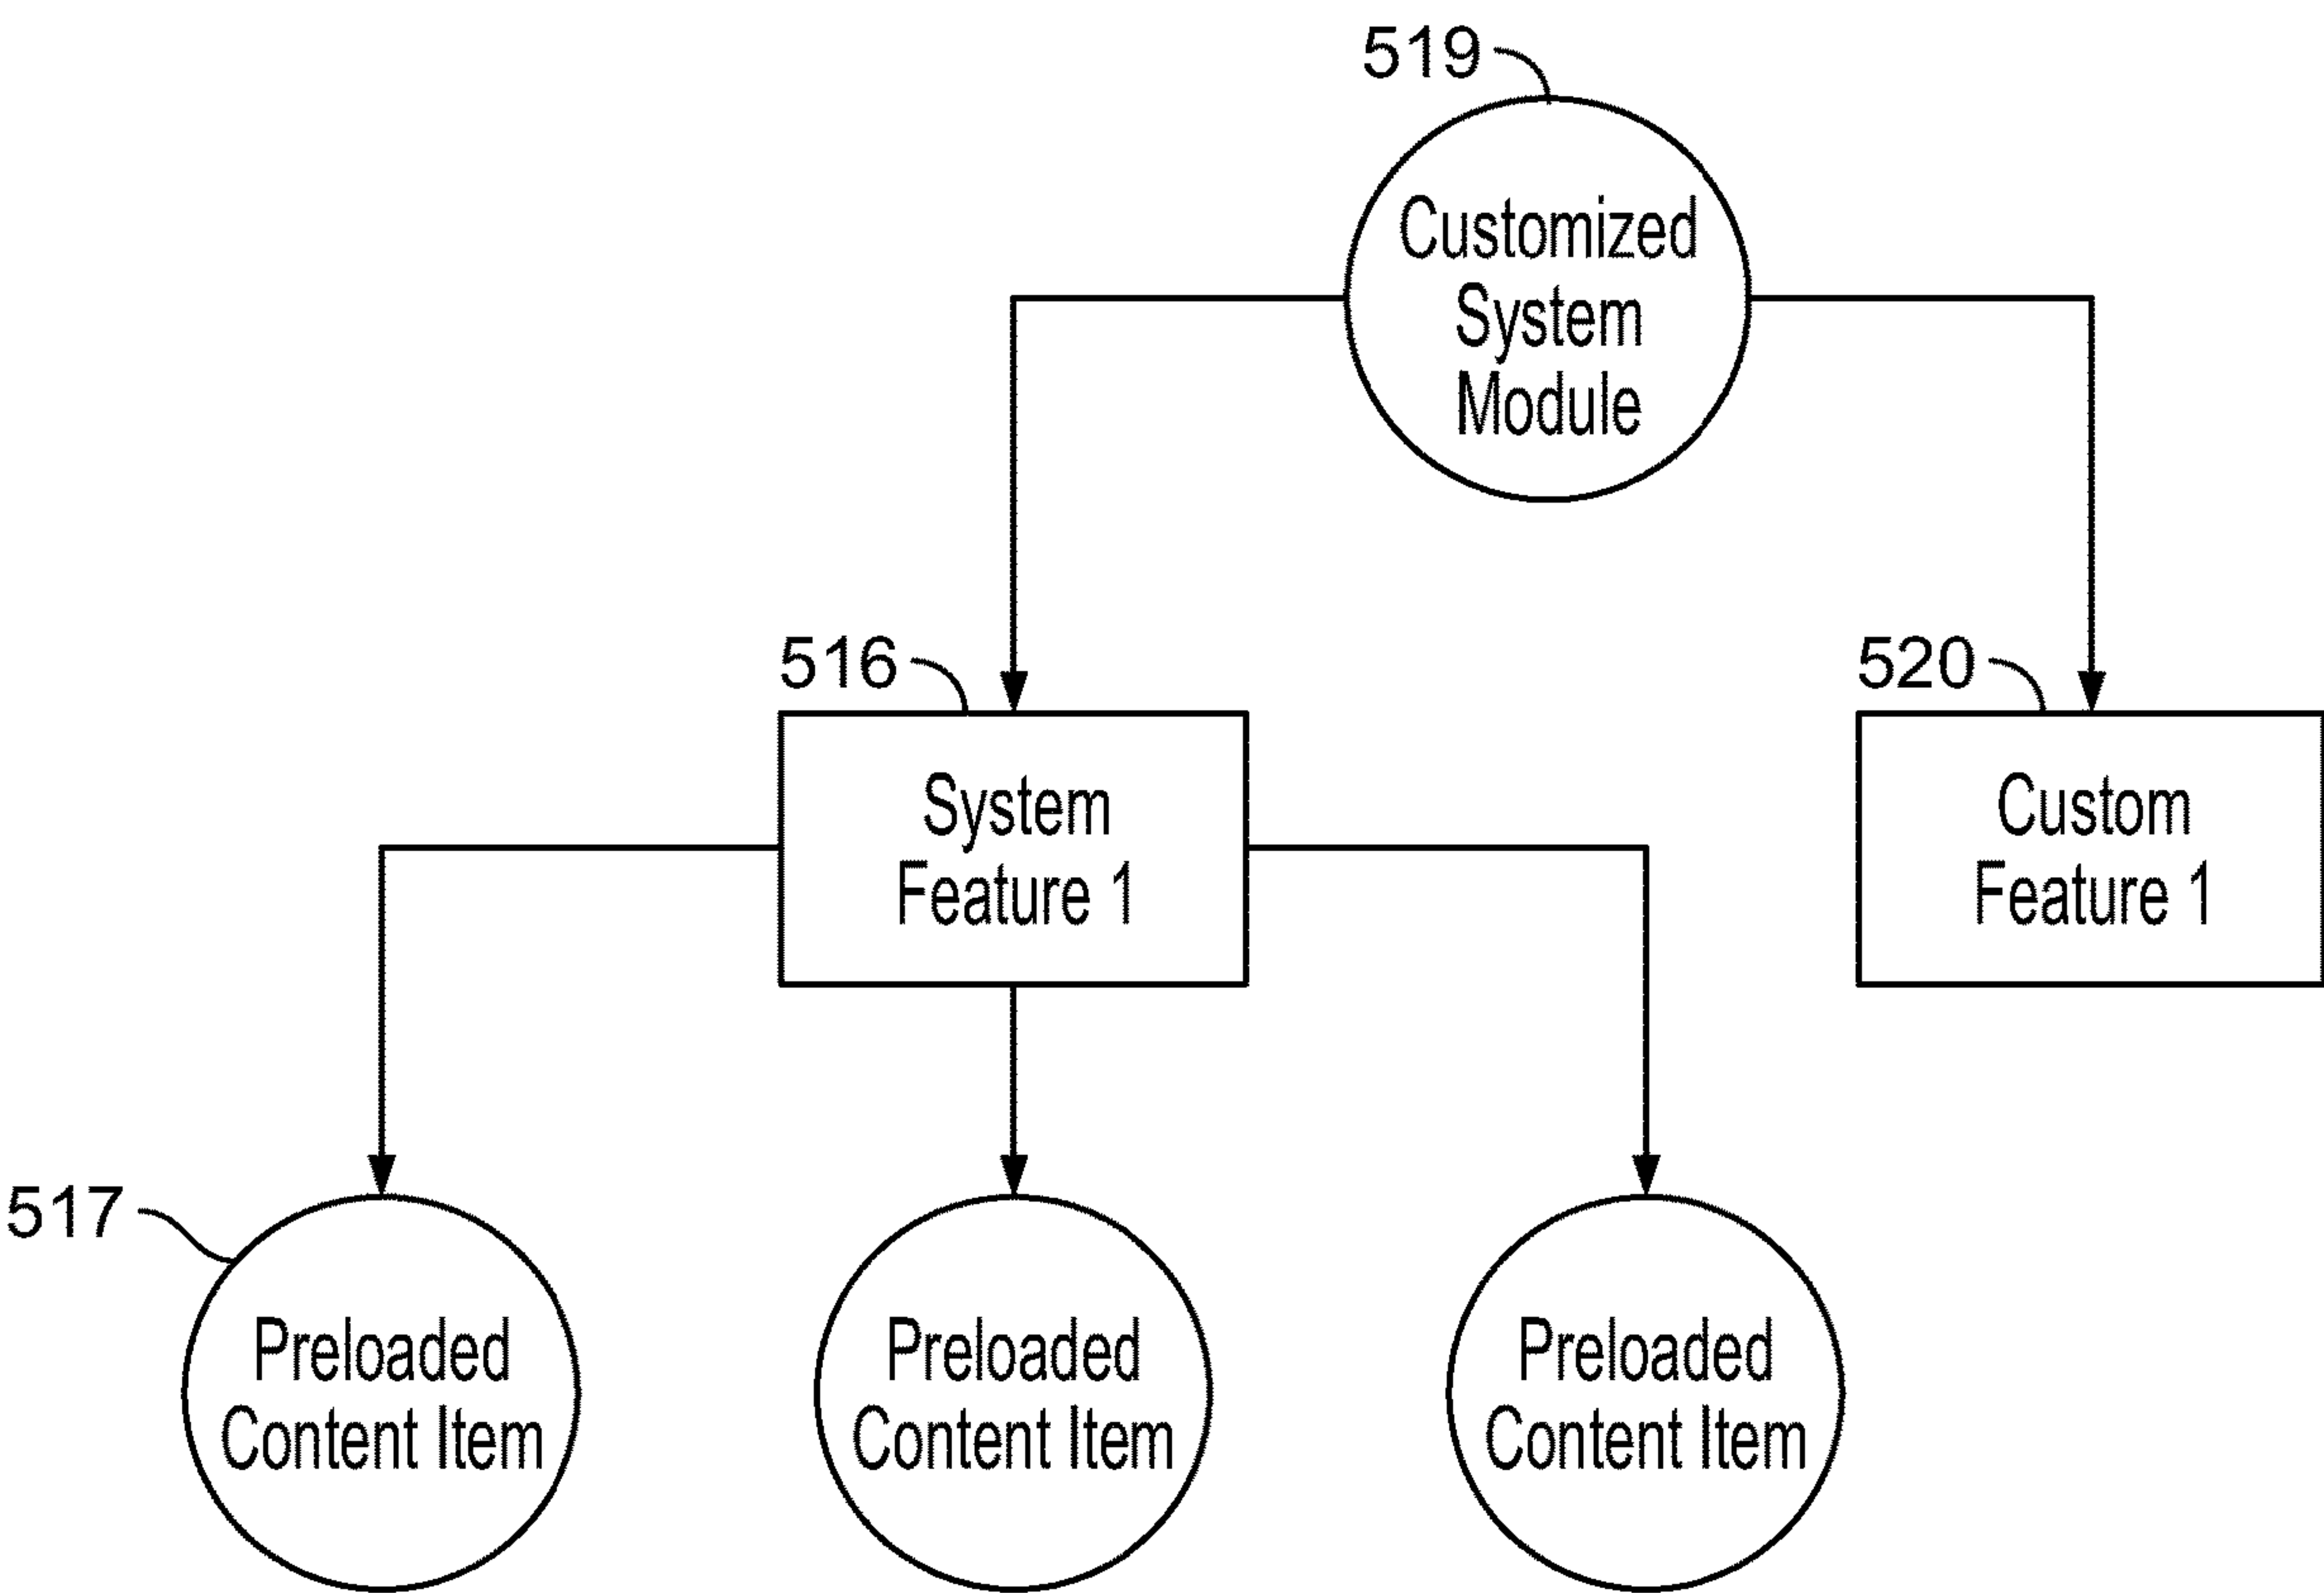 519
Customized
System
Module
516
System
Feature 1
520
Custom
Feature 1
517
Preloaded
Content Item
Preloaded
Content Item
Preloaded
Content Item